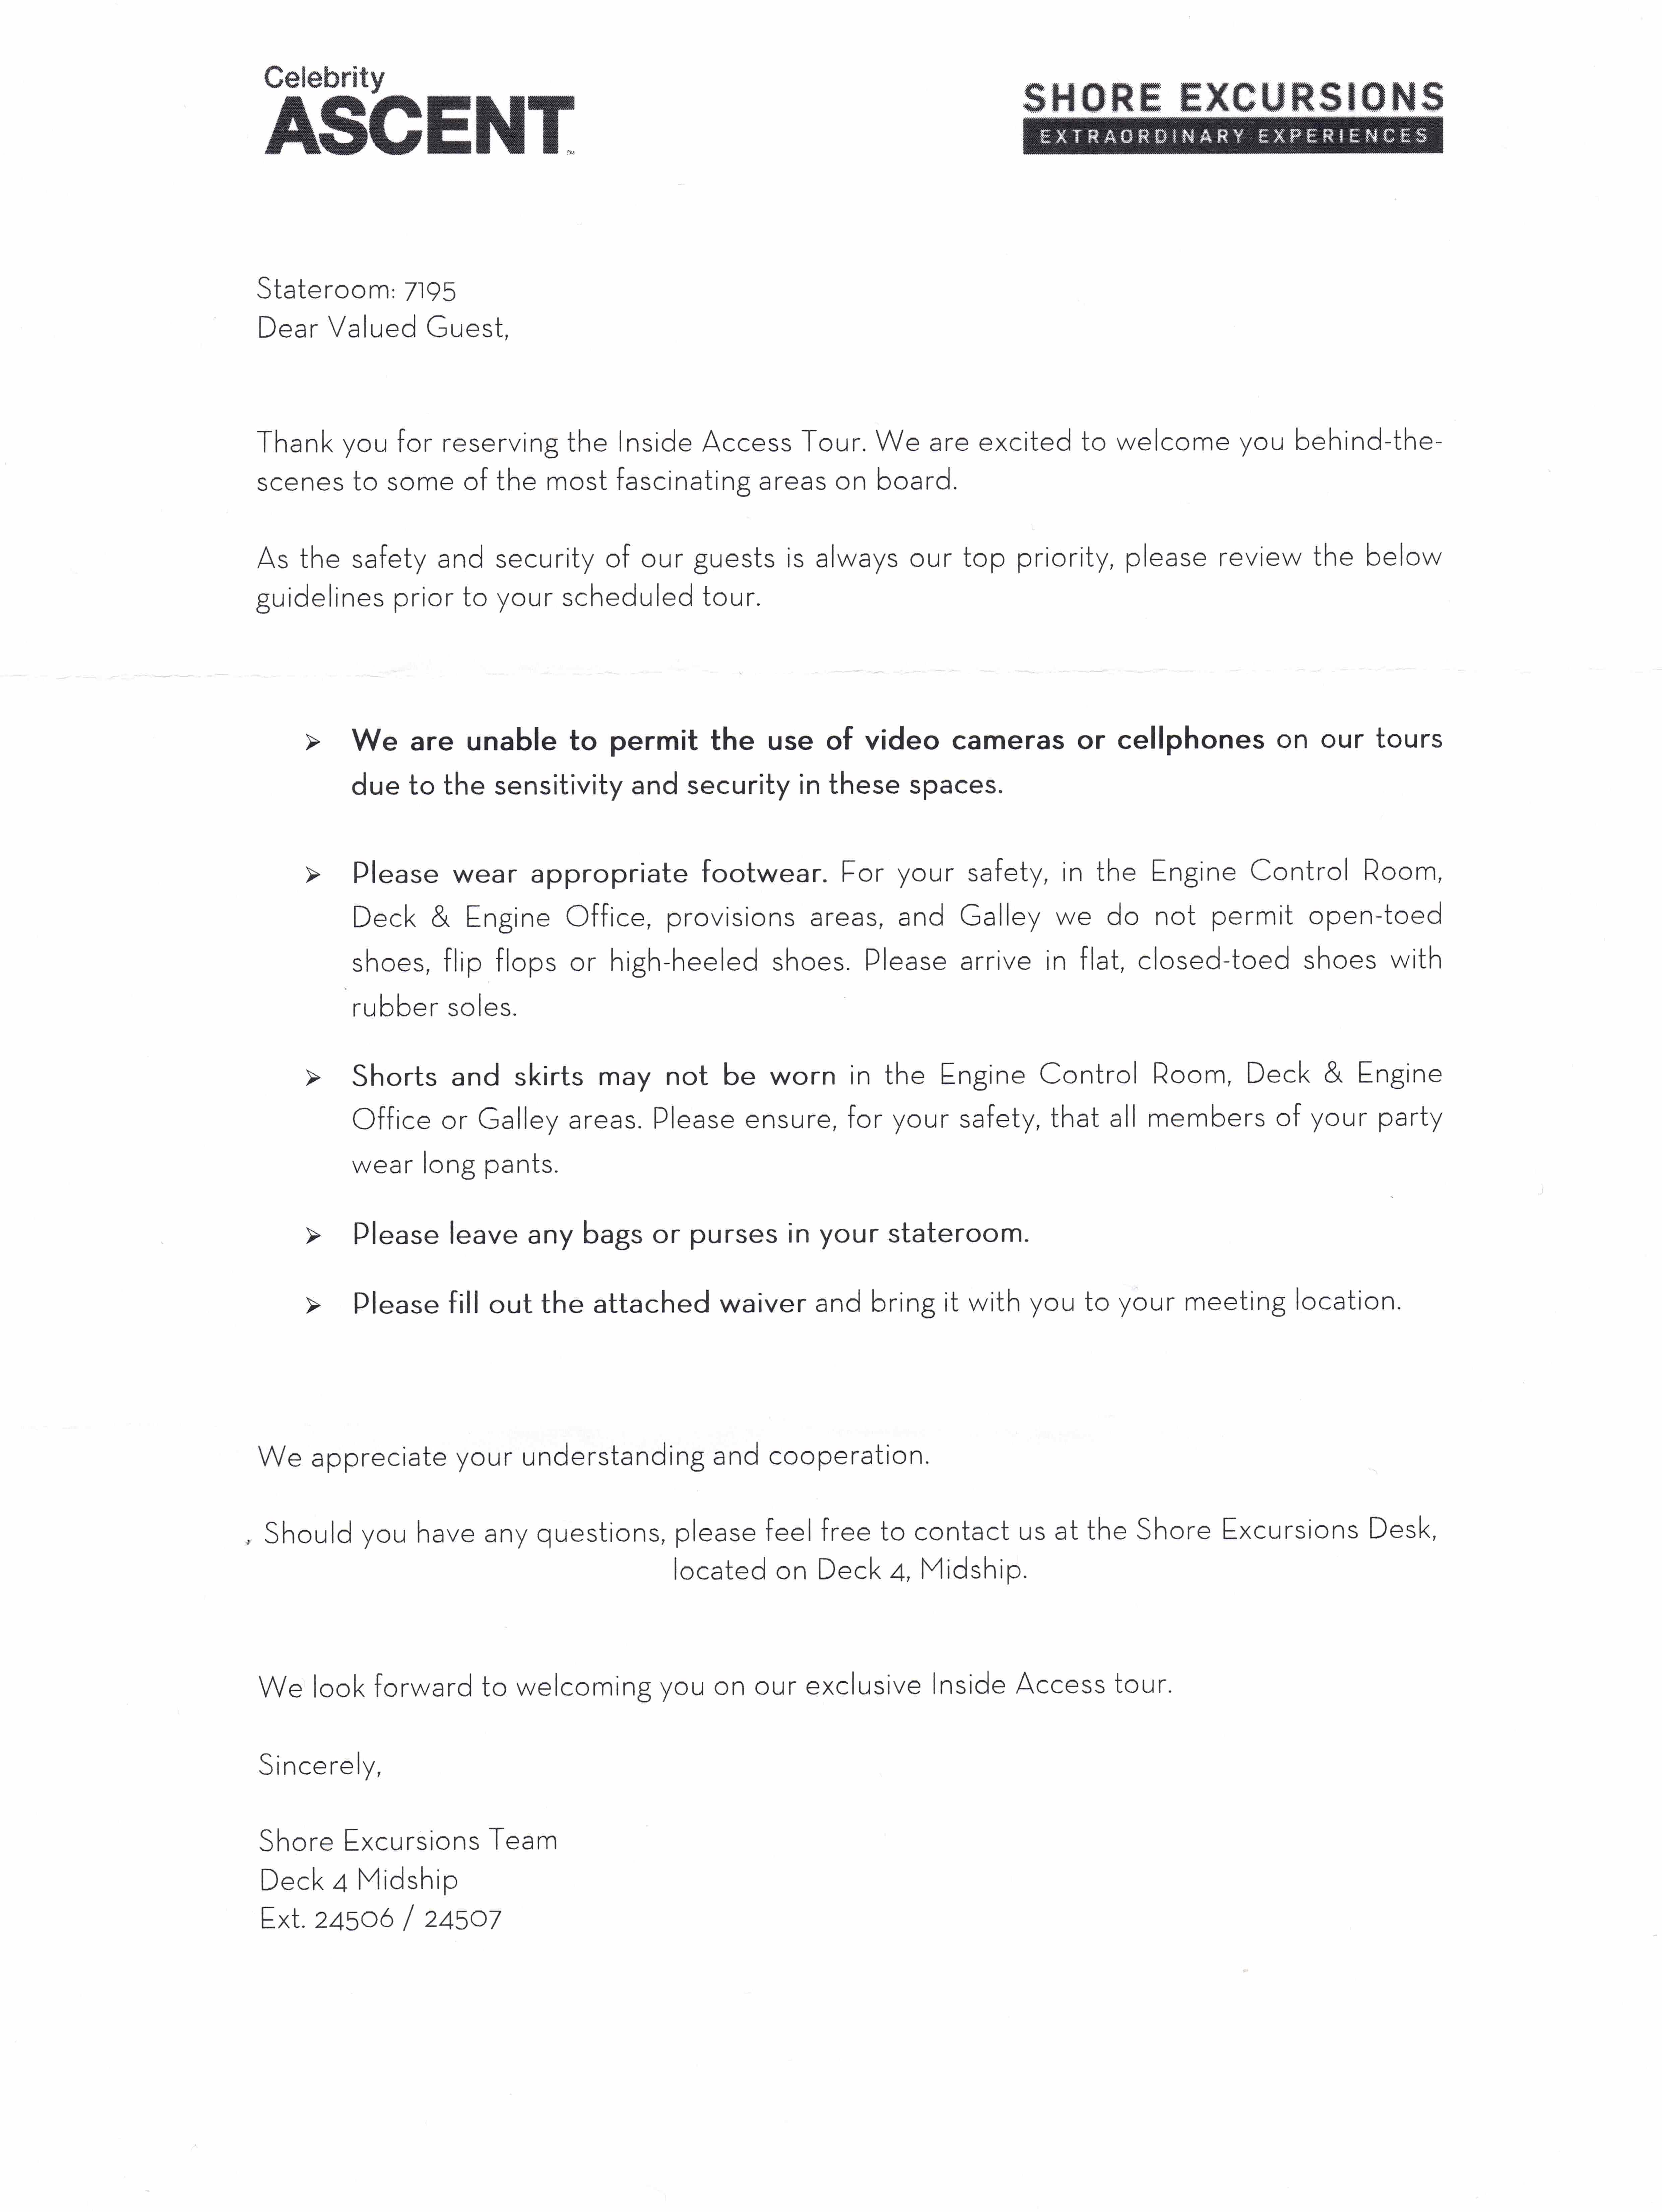 Celebrity
ASCENT™
SHORE EXCURSIONS
EXTRAORDINARY EXPERIENCES
Stateroom: 7195
Dear Valued Guest,
Thank you for reserving the Inside Access Tour. We are excited to welcome you behind-the-
scenes to some of the most fascinating areas on board.
As the safety and security of our guests is always our top priority, please review the below
guidelines prior to your scheduled tour.
➢ We are unable to permit the use of video cameras or cellphones on our tours
due to the sensitivity and security in these spaces.
➢ Please wear appropriate footwear. For your safety, in the Engine Control Room,
Deck & Engine Office, provisions areas, and Galley we do not permit open-toed
shoes, flip flops or high-heeled shoes. Please arrive in flat, closed-toed shoes with
rubber soles.
➢ Shorts and skirts may not be worn in the Engine Control Room, Deck & Engine
Office or Galley areas. Please ensure, for your safety, that all members of your party
wear long pants.
➢ Please leave any bags or purses in your stateroom.
➢ Please fill out the attached waiver and bring it with you to your meeting location.
We appreciate your understanding and cooperation.
Should you have any questions, please feel free to contact us at the Shore Excursions Desk,
located on Deck 4, Midship.
We look forward to welcoming you on our exclusive Inside Access tour.
Sincerely,
Shore Excursions Team
Deck 4 Midship
Ext. 24506 / 24507